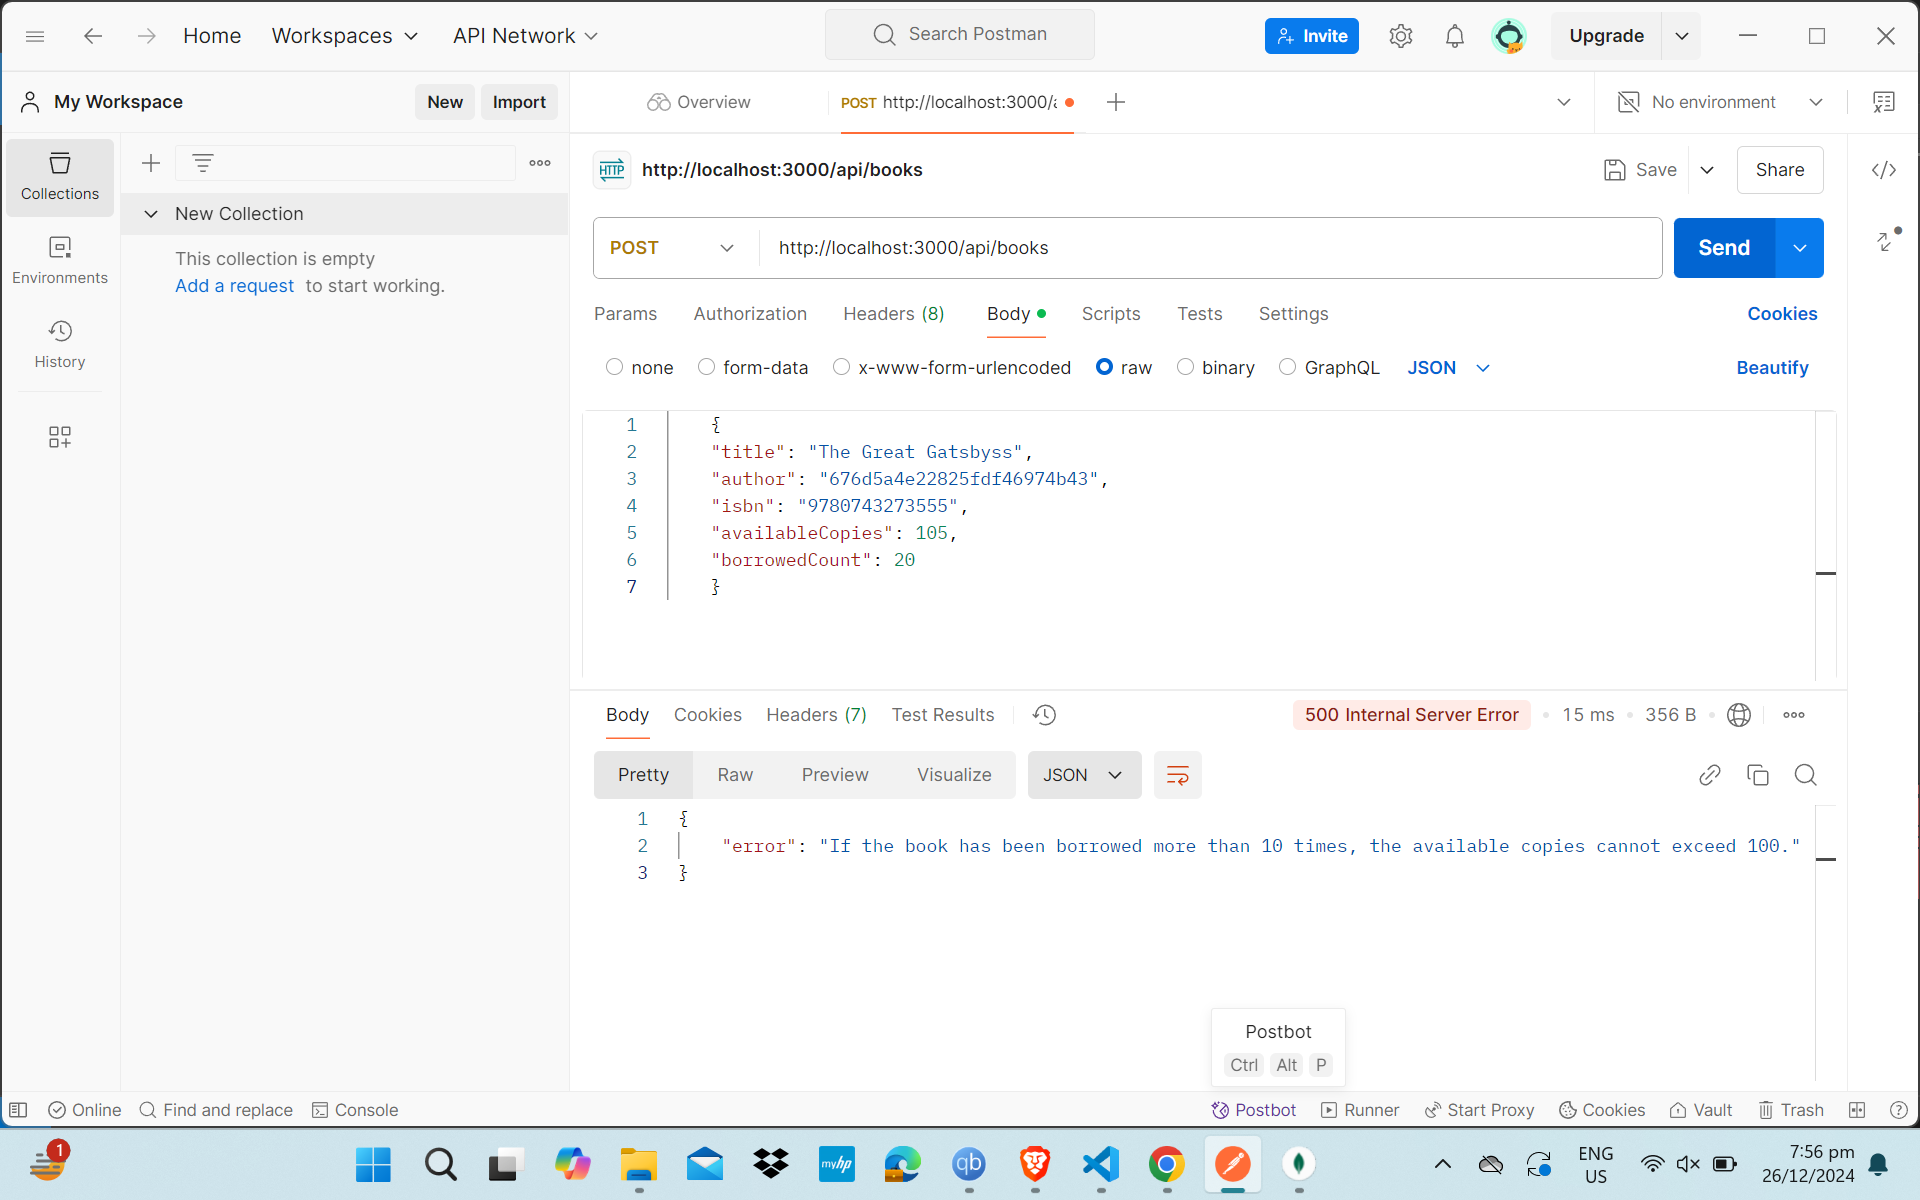 Home
Workspaces
API Network
Search Postman
Invite
Upgrade
My Workspace
New
Import
Overview
POST http://localhost:3000/a
No environment
Collections
Environments
History
New Collection
This collection is empty
Add a request to start working.
HTTP
http://localhost:3000/api/books
Save
Share
POST
http://localhost:3000/api/books
Send
Params
Authorization
Headers (8)
Body
Scripts
Tests
Settings
Cookies
none
form-data
x-www-form-urlencoded
raw
binary
GraphQL
JSON
Beautify
1 {
2 "title": "The Great Gatsbyss",
3 "author": "676d5a4e22825fdf46974b43",
4 "isbn": "9780743273555",
5 "availableCopies": 105,
6 "borrowedCount": 20
7 }
Body
Cookies
Headers (7)
Test Results
500 Internal Server Error
15 ms
356 B
Pretty
Raw
Preview
Visualize
JSON
1 {
2 "error": "If the book has been borrowed more than 10 times, the available copies cannot exceed 100."
3 }
Postbot
Ctrl Alt P
Online
Find and replace
Console
Postbot
Runner
Start Proxy
Cookies
Vault
Trash
1
myhp
qb
ENG
US
7:56 pm
26/12/2024